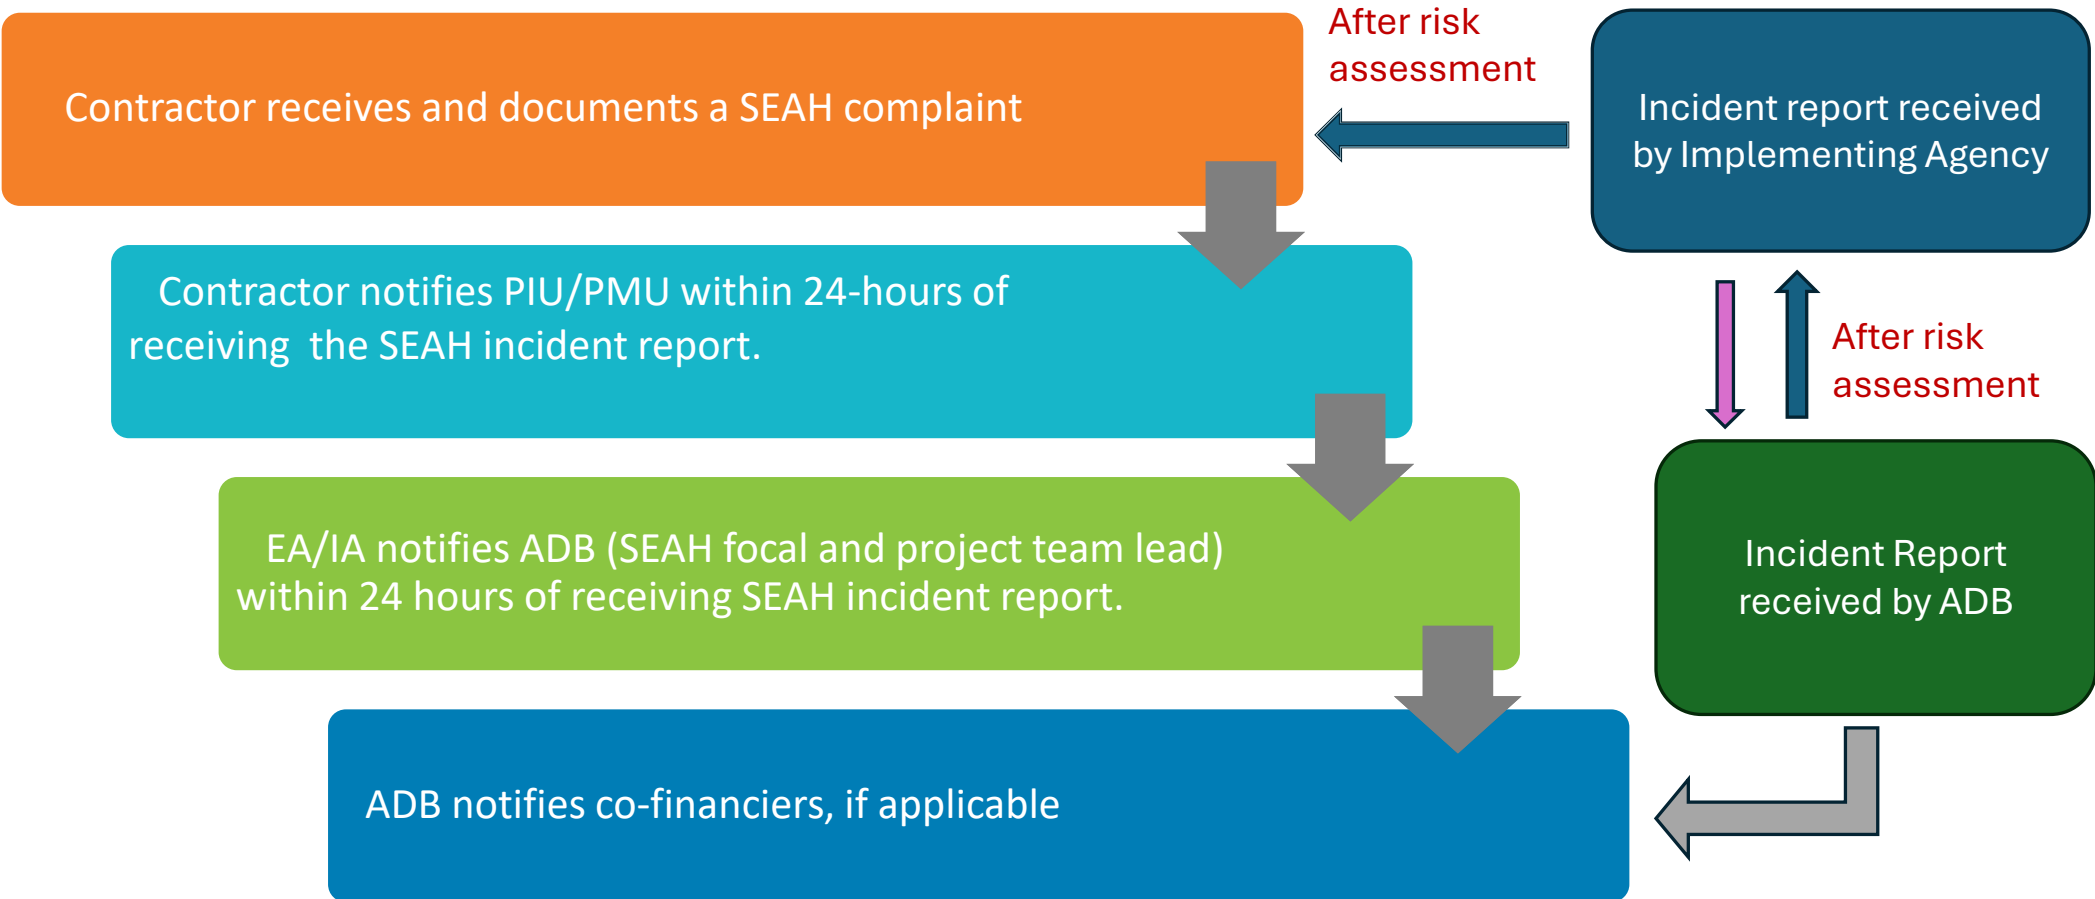 Contractor receives and documents a SEAH complaint
After risk
assessment
Incident report received
by Implementing Agency
Contractor notifies PIU/PMU within 24-hours of
receiving  the SEAH incident report.
After risk
assessment
EA/IA notifies ADB (SEAH focal and project team lead)
within 24 hours of receiving SEAH incident report.
Incident Report
received by ADB
ADB notifies co-financiers, if applicable